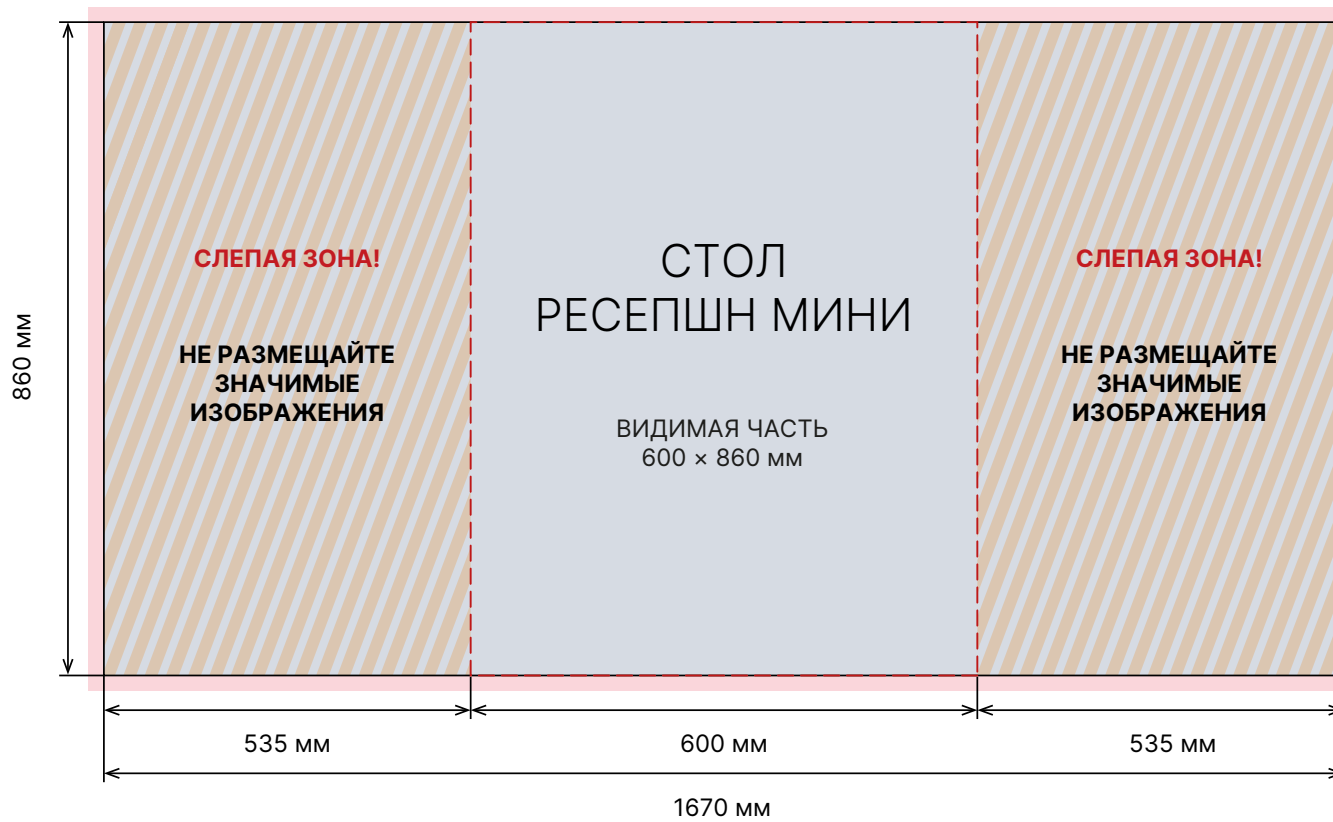 860 мм
СЛЕПАЯ ЗОНА!
НЕ РАЗМЕЩАЙТЕ
ЗНАЧИМЫЕ
ИЗОБРАЖЕНИЯ
СТОЛ
РЕСЕПШН МИНИ
ВИДИМАЯ ЧАСТЬ
600 × 860 мм
СЛЕПАЯ ЗОНА!
НЕ РАЗМЕЩАЙТЕ
ЗНАЧИМЫЕ
ИЗОБРАЖЕНИЯ
535 мм
600 мм
535 мм
1670 мм